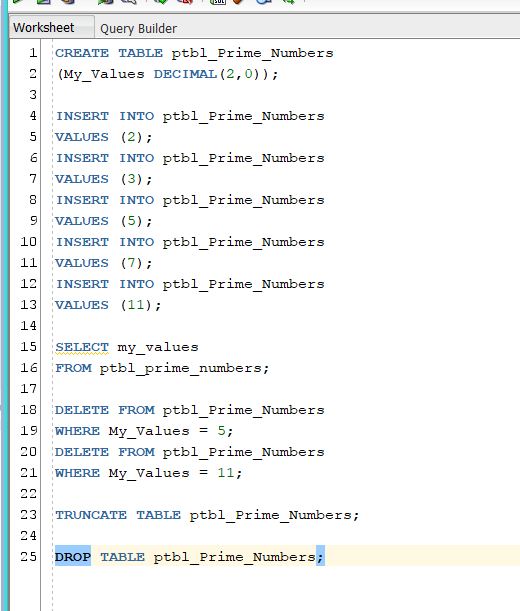 Worksheet Query Builder
1 CREATE TABLE ptbl_Prime_Numbers
2 (My_Values DECIMAL(2,0));
3
4 INSERT INTO ptbl_Prime_Numbers
5 VALUES (2);
6 INSERT INTO ptbl_Prime_Numbers
7 VALUES (3);
8 INSERT INTO ptbl_Prime_Numbers
9 VALUES (5);
10 INSERT INTO ptbl_Prime_Numbers
11 VALUES (7);
12 INSERT INTO ptbl_Prime_Numbers
13 VALUES (11);
14
15 SELECT my_values
16 FROM ptbl_prime_numbers;
17
18 DELETE FROM ptbl_Prime_Numbers
19 WHERE My_Values = 5;
20 DELETE FROM ptbl_Prime_Numbers
21 WHERE My_Values = 11;
22
23 TRUNCATE TABLE ptbl_Prime_Numbers;
24
25 DROP TABLE ptbl_Prime_Numbers;